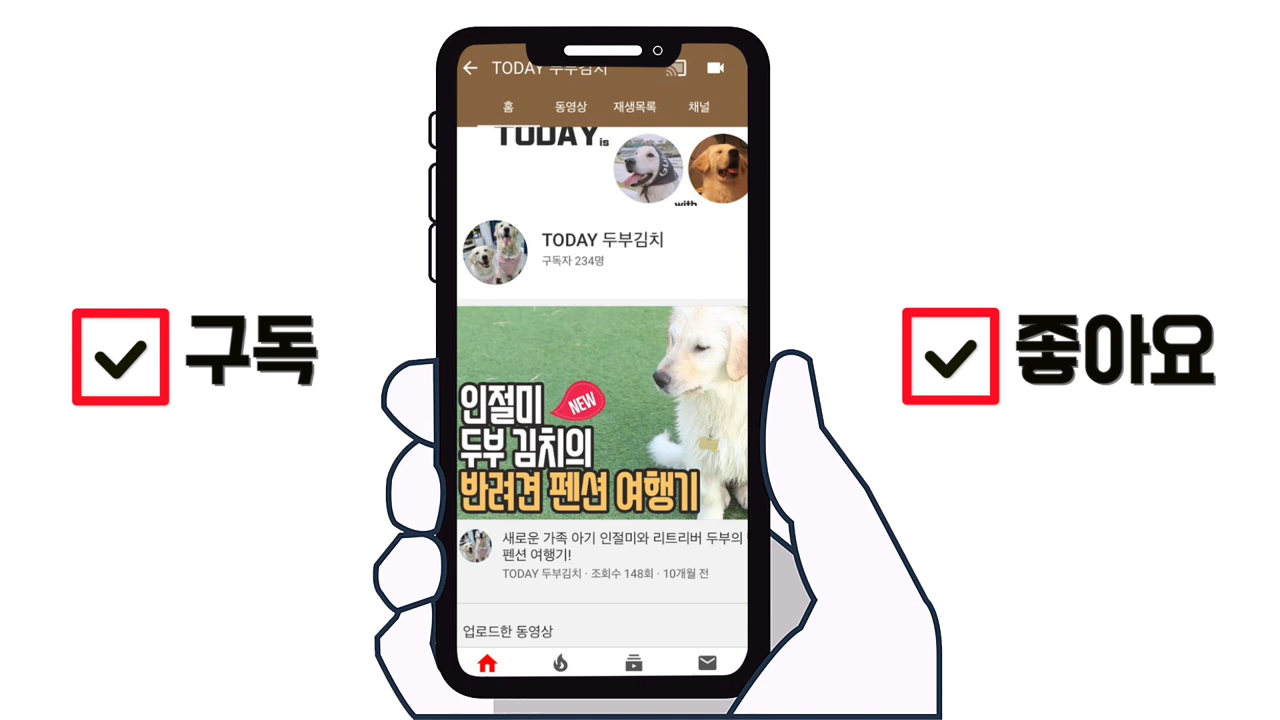 TODAY 두부김치
홈 동영상 재생목록 채널
TODAY is
with
TODAY 두부김치
구독자 234명
구독
좋아요
인절미 NEW
두부 김치의
반려견 펜션 여행기
새로운 가족 아기 인절미와 리트리버 두부의
펜션 여행기!
TODAY 두부김치 · 조회수 148회 · 10개월 전
업로드한 동영상